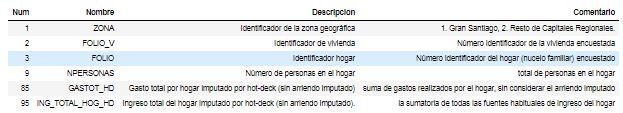 Num Nombre Descripcion Comentario
1 ZONA Identificador de la zona geográfica 1. Gran Santiago, 2. Resto de Capitales Regionales.
2 FOLIO_V Identificador de vivienda Número identificador de la vivienda encuestada
3 FOLIO Identificador hogar Número identificador del hogar (nucelo familiar) encuestado
9 NPERSONAS Número de personas en el hogar total de personas en el hogar
85 GASTOT_HD Gasto total por hogar imputado por hot-deck (sin arriendo imputado) suma de gastos realizados por el hogar, sin considerar el arriendo imputado
95 ING_TOTAL_HOG_HD Ingreso total del hogar imputado por hot-deck (sin arriendo imputado). la sumatoria de todas las fuentes habituales de ingreso del hogar